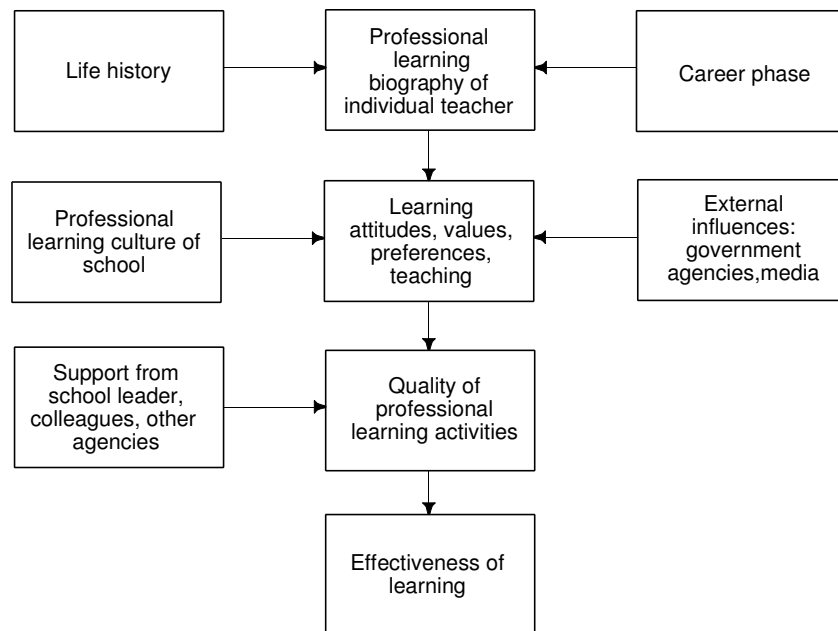 Life history
Professional
learning
biography of
individual teacher
Career phase
Professional
learning culture of
school
Learning
attitudes, values,
preferences,
teaching
External
influences:
government
agencies,media
Support from
school leader,
colleagues, other
agencies
Quality of
professional
learning activities
Effectiveness of
learning